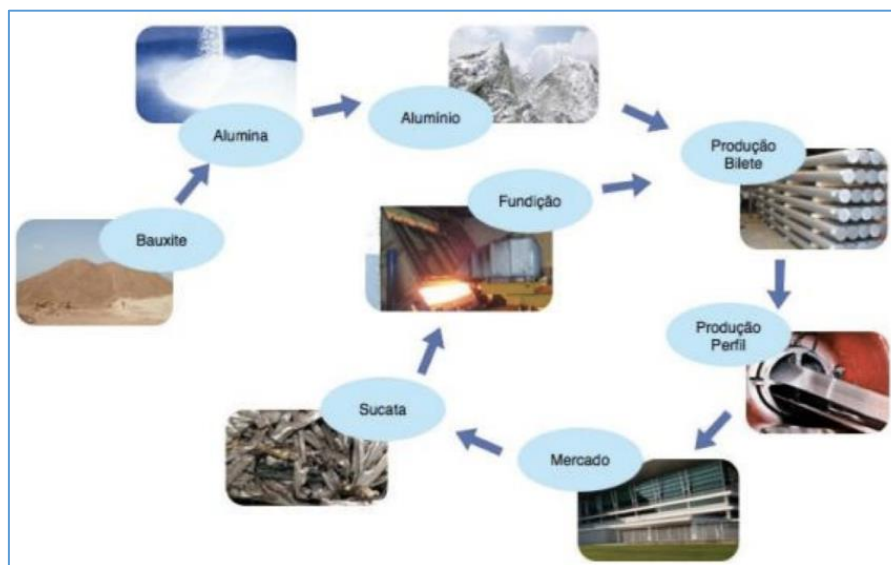 Alumina
Alumínio
Produção
Bilete
Fundição
Bauxite
Produção
Perfil
Sucata
Mercado